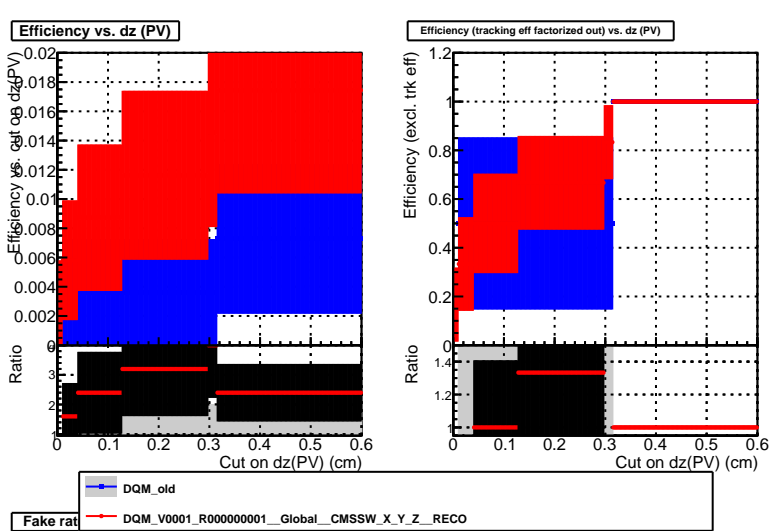 Efficiency vs. dz (PV)
Efficiency vs. cut on dz(PV)
0.02
0.018
0.016
0.014
0.012
0.01
0.008
0.006
0.004
0.002
0
Ratio
3
2
1
0 0.1 0.2 0.3 0.4 0.5 0.6
Cut on dz(PV) (cm)
Efficiency (tracking eff factorized out) vs. dz (PV)
Efficiency (excl. trk eff)
1.2
1
0.8
0.6
0.4
0.2
0
Ratio
1.4
1.2
1
0 0.1 0.2 0.3 0.4 0.5 0.6
Cut on dz(PV) (cm)
DQM_old
DQM_V0001_R000000001__Global__CMSSW_X_Y_Z__RECO
Fake rat